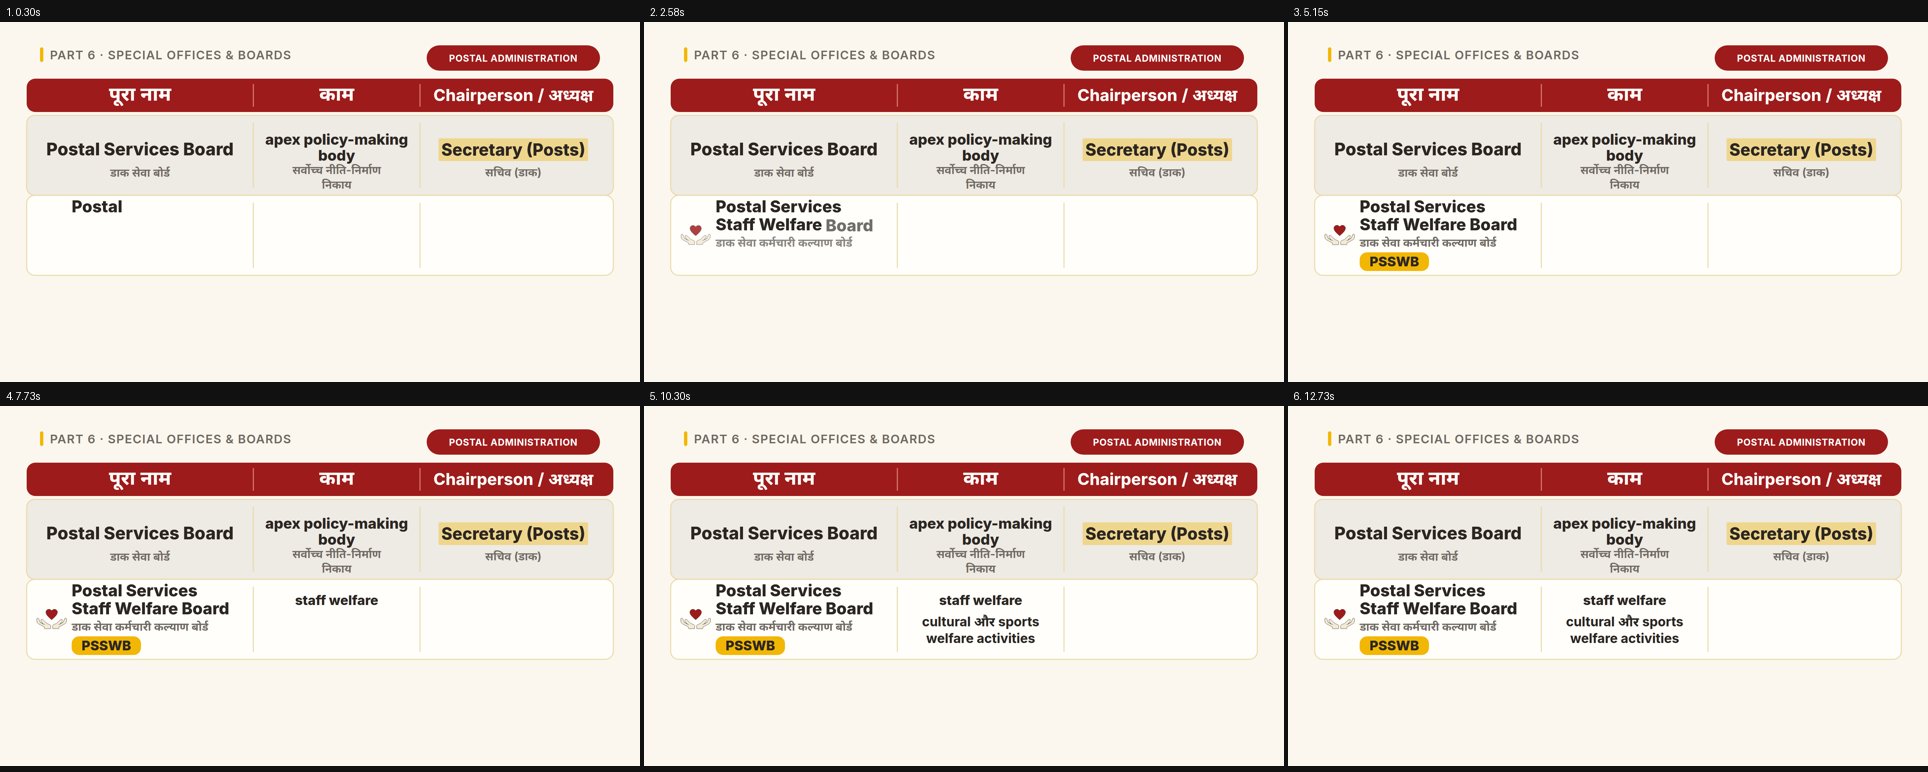 1. 0.30s
PART 6 · SPECIAL OFFICES & BOARDS
POSTAL ADMINISTRATION
पूरा नाम
काम
Chairperson / अध्यक्ष
Postal Services Board
डाक सेवा बोर्ड
apex policy-making
body
सर्वोच्च नीति-निर्माण
निकाय
Secretary (Posts)
सचिव (डाक)
Postal
2. 2.58s
PART 6 · SPECIAL OFFICES & BOARDS
POSTAL ADMINISTRATION
पूरा नाम
काम
Chairperson / अध्यक्ष
Postal Services Board
डाक सेवा बोर्ड
apex policy-making
body
सर्वोच्च नीति-निर्माण
निकाय
Secretary (Posts)
सचिव (डाक)
Postal Services
Staff Welfare Board
डाक सेवा कर्मचारी कल्याण बोर्ड
3. 5.15s
PART 6 · SPECIAL OFFICES & BOARDS
POSTAL ADMINISTRATION
पूरा नाम
काम
Chairperson / अध्यक्ष
Postal Services Board
डाक सेवा बोर्ड
apex policy-making
body
सर्वोच्च नीति-निर्माण
निकाय
Secretary (Posts)
सचिव (डाक)
Postal Services
Staff Welfare Board
डाक सेवा कर्मचारी कल्याण बोर्ड
PSSWB
4. 7.73s
PART 6 · SPECIAL OFFICES & BOARDS
POSTAL ADMINISTRATION
पूरा नाम
काम
Chairperson / अध्यक्ष
Postal Services Board
डाक सेवा बोर्ड
apex policy-making
body
सर्वोच्च नीति-निर्माण
निकाय
Secretary (Posts)
सचिव (डाक)
Postal Services
Staff Welfare Board
डाक सेवा कर्मचारी कल्याण बोर्ड
PSSWB
staff welfare
5. 10.30s
PART 6 · SPECIAL OFFICES & BOARDS
POSTAL ADMINISTRATION
पूरा नाम
काम
Chairperson / अध्यक्ष
Postal Services Board
डाक सेवा बोर्ड
apex policy-making
body
सर्वोच्च नीति-निर्माण
निकाय
Secretary (Posts)
सचिव (डाक)
Postal Services
Staff Welfare Board
डाक सेवा कर्मचारी कल्याण बोर्ड
PSSWB
staff welfare
cultural और sports
welfare activities
6. 12.73s
PART 6 · SPECIAL OFFICES & BOARDS
POSTAL ADMINISTRATION
पूरा नाम
काम
Chairperson / अध्यक्ष
Postal Services Board
डाक सेवा बोर्ड
apex policy-making
body
सर्वोच्च नीति-निर्माण
निकाय
Secretary (Posts)
सचिव (डाक)
Postal Services
Staff Welfare Board
डाक सेवा कर्मचारी कल्याण बोर्ड
PSSWB
staff welfare
cultural और sports
welfare activities